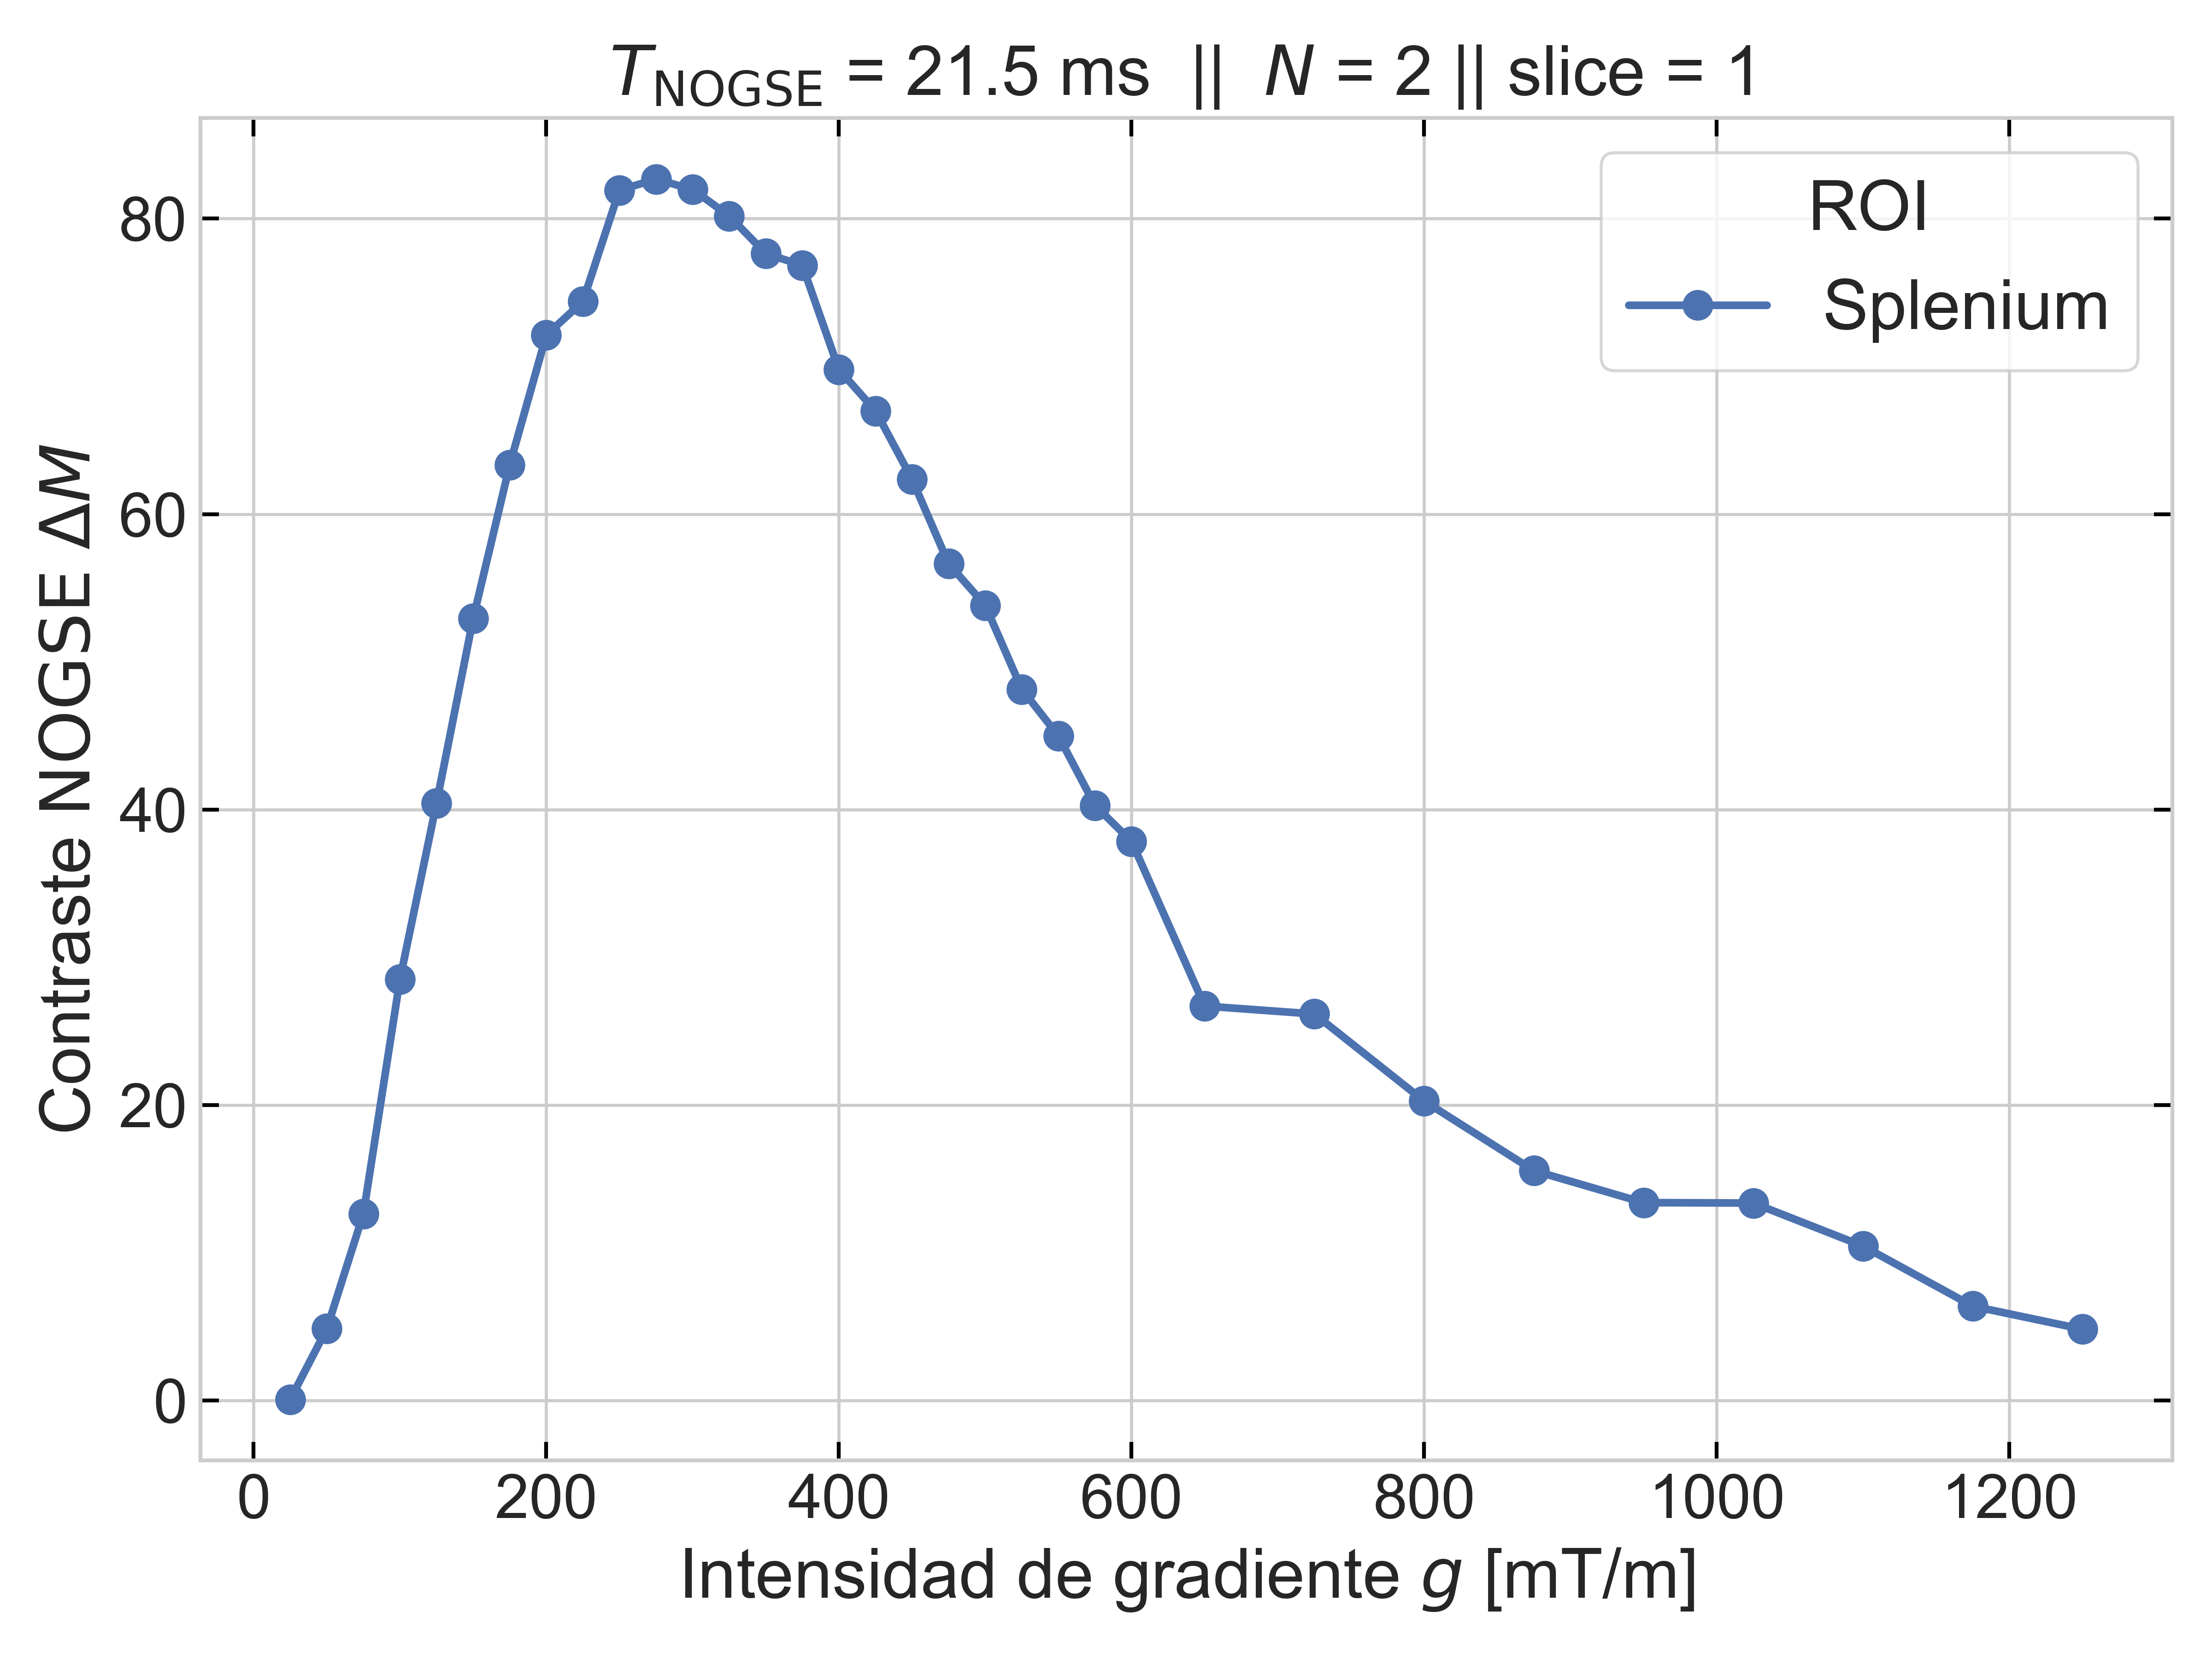 T_NOGSE = 21.5 ms || N = 2 || slice = 1
ROI
Splenium
Contraste NOGSE ΔM
80
60
40
20
0
0 200 400 600 800 1000 1200
Intensidad de gradiente g [mT/m]